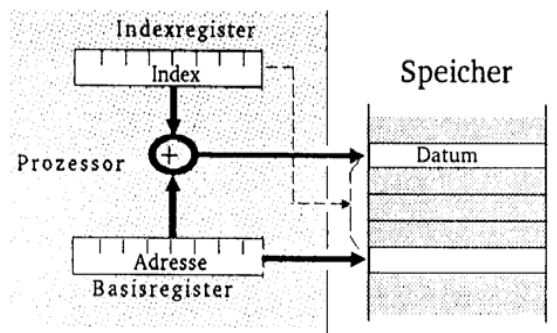 Indexregister
Index
Speicher
+
Datum
Prozessor
Adresse
Basisregister